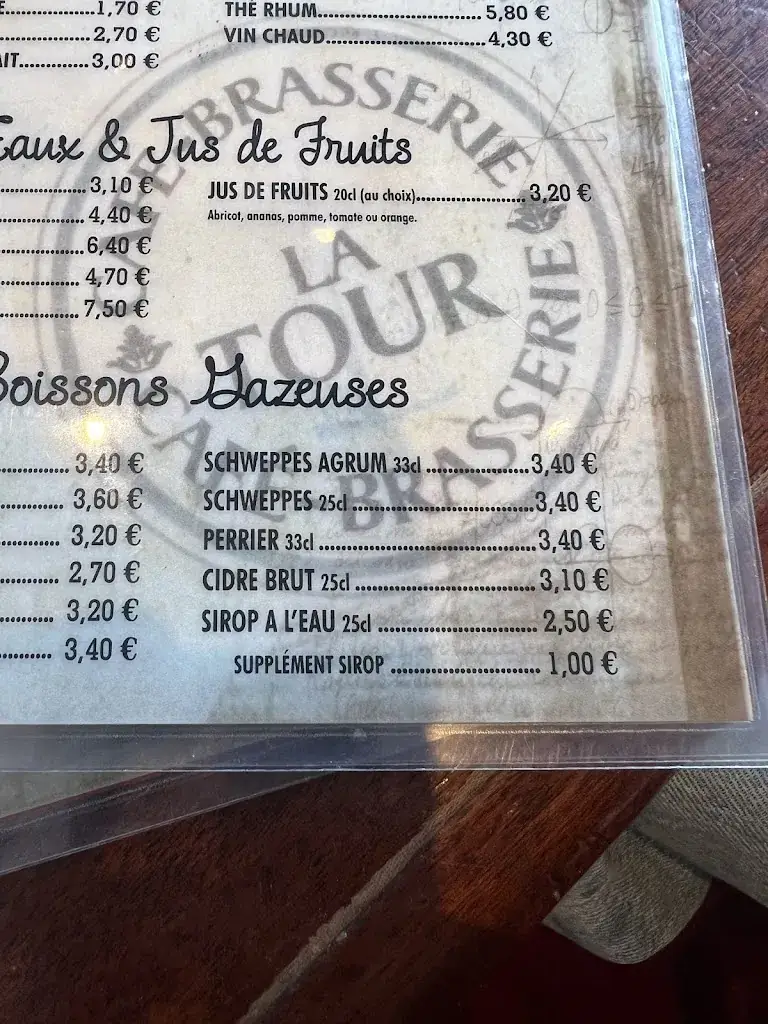 1,70 €
2,70 €
IT.............3,00 €
THÉ RHUM.................................5,80 €
VIN CHAUD...............................4,30 €
Eaux & Jus de Fruits
3,10 €
4,40 €
6,40 €
4,70 €
7,50 €
JUS DE FRUITS 20cl (au choix)......................3,20 €
Abricot, ananas, pomme, tomate ou orange.
CAFE BRASSERIE
LA
TOUR
CAFE BRASSERIE
Boissons Gazeuses
3,40 €
3,60 €
3,20 €
2,70 €
3,20 €
3,40 €
SCHWEPPES AGRUM 33cl ....................3,40 €
SCHWEPPES 25cl ...................................3,40 €
PERRIER 33cl ..........................................3,40 €
CIDRE BRUT 25cl ...................................3,10 €
SIROP A L'EAU 25cl ...............................2,50 €
SUPPLÉMENT SIROP .............................1,00 €